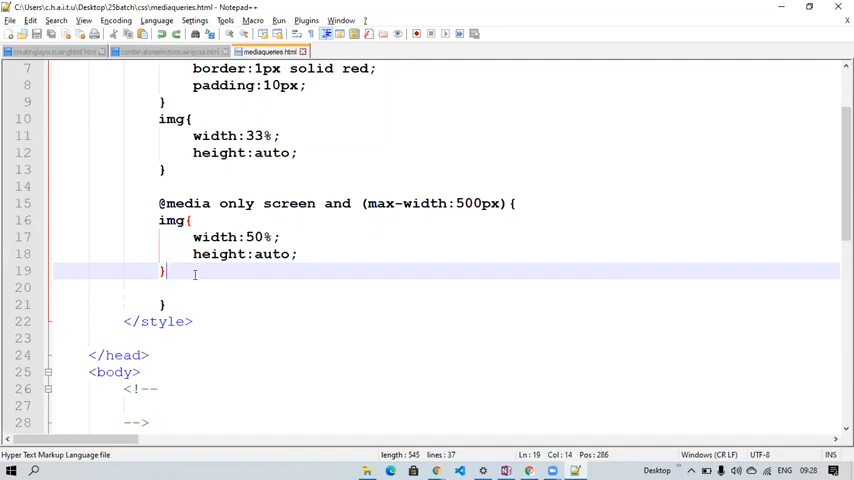 C:\Users\c.h.a.i.t.u\Desktop\25batch\css\mediaqueries.html - Notepad++
File Edit Search View Encoding Language Settings Tools Macro Run Plugins Window ?
mediaqueries.html
7 border:1px solid red;
8 padding:10px;
9 }
10 img{
11 width:33%;
12 height:auto;
13 }
14
15 @media only screen and (max-width:500px){
16 img{
17 width:50%;
18 height:auto;
19 }
20
21 }
22 </style>
23
24 </head>
25 <body>
26 <!--
27
28 -->
Hyper Text Markup Language file length : 545 lines : 37 Ln : 19 Col : 14 Pos : 286 Windows (CR LF) UTF-8 INS
Desktop ENG 09:28